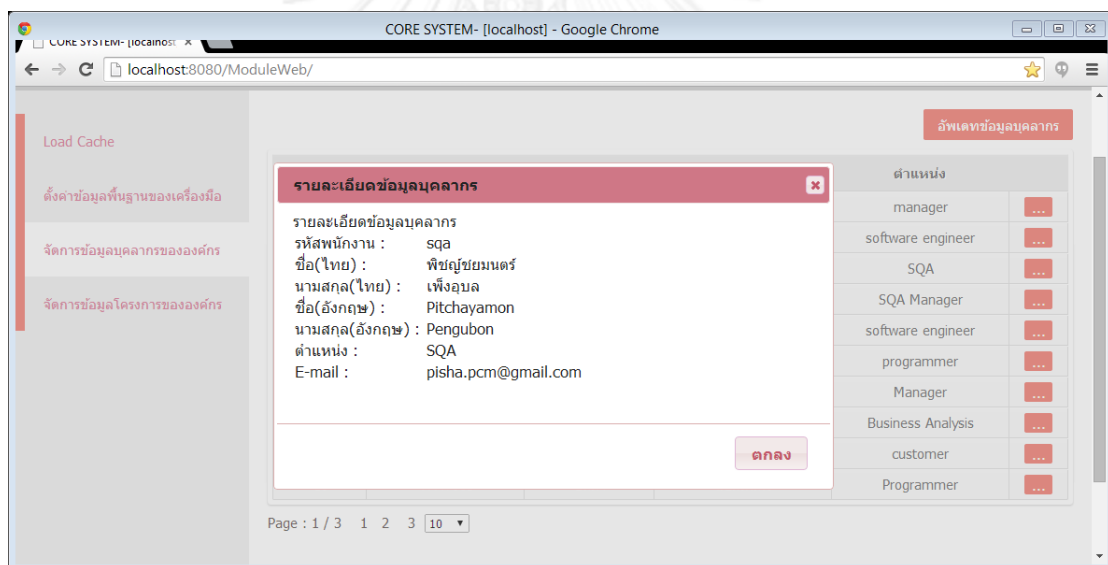 CORE SYSTEM- [localhost] - Google Chrome
CORE SYSTEM- [localhost ×
localhost:8080/ModuleWeb/
อัพเดทข้อมูลบุคลากร
Load Cache
ตั้งค่าข้อมูลพื้นฐานของเครื่องมือ
จัดการข้อมูลบุคลากรขององค์กร
จัดการข้อมูลโครงการขององค์กร
รายละเอียดข้อมูลบุคลากร
รายละเอียดข้อมูลบุคลากร
รหัสพนักงาน : sqa
ชื่อ(ไทย) : พิชญ์ชยมนตร์
นามสกุล(ไทย) : เพ็งอุบล
ชื่อ(อังกฤษ) : Pitchayamon
นามสกุล(อังกฤษ) : Pengubon
ตำแหน่ง : SQA
E-mail : pisha.pcm@gmail.com
ตกลง
ตำแหน่ง
manager ...
software engineer ...
SQA ...
SQA Manager ...
software engineer ...
programmer ...
Manager ...
Business Analysis ...
customer ...
Programmer ...
Page : 1 / 3 1 2 3 10